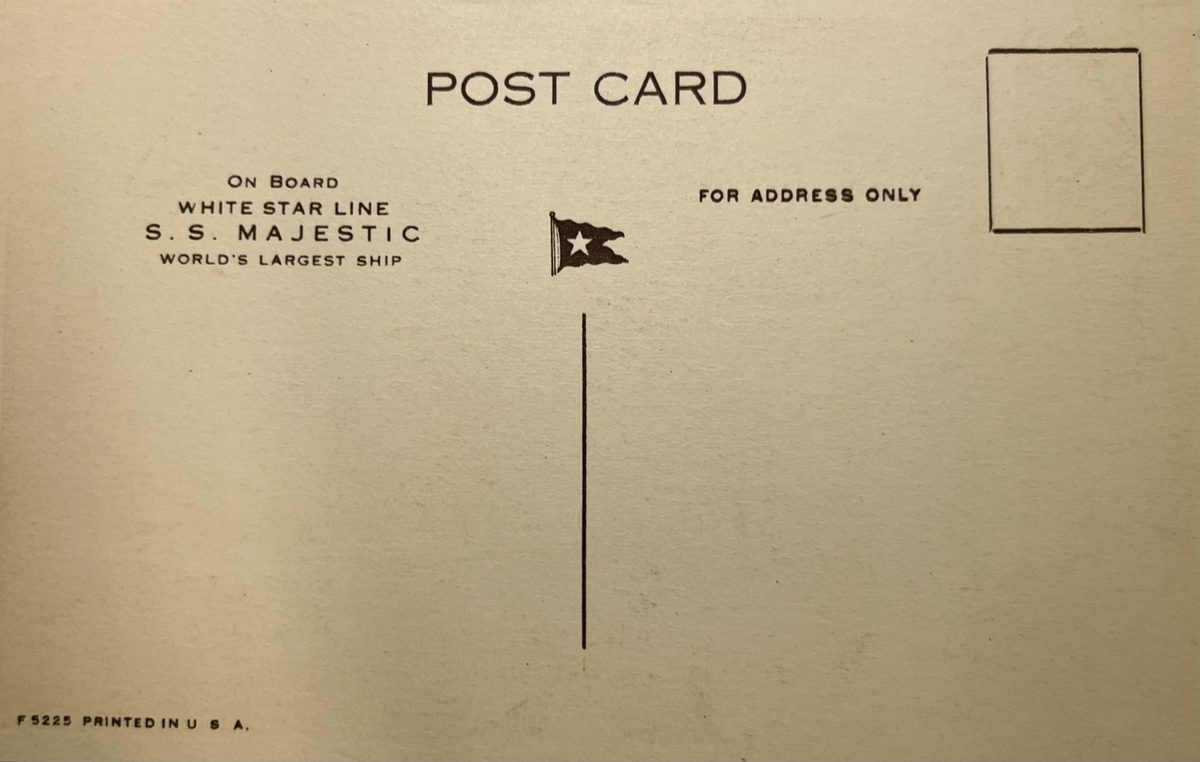 POST CARD
ON BOARD
WHITE STAR LINE
S. S. MAJESTIC
WORLD'S LARGEST SHIP
FOR ADDRESS ONLY
F 5225 PRINTED IN U S A.